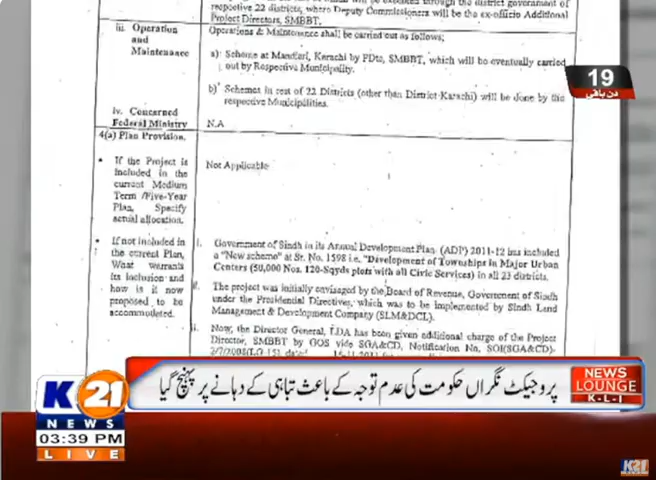 respective 22 districts, where Deputy Commissioners will be the ex-officio Additional
Project Directors, SMBBT.
iii. Operation and Maintenance
Operations & Maintenance shall be carried out as follows;
a): Scheme at Karachi by PDts, SMBBT, which will be eventually carried
out by Respective Municipality.
b): Schemes in rest of 22 Districts (other than District-Karachi) will be done by the
respective Municipalities.
iv. Concerned Federal Ministry
N.A
4(a) Plan Provision.
• If the Project is
included in the
current Medium
Term /Five-Year
Plan, Specify
actual allocation.
Not Applicable
• If not included in
the current Plan,
What warrants
its inclusion and
how is it now
proposed to be
accommodated.
i. Government of Sindh in its Annual Development Plan (ADP) 2011-12 has included
a "New scheme" at Sr. No. 1598 i.e. "Development of Townships in Major Urban
Centers (50,000 Nos. 120-Sqyds plots with all Civic Services) in all 23 districts.
ii. The project was initially envisaged by the Board of Revenue, Government of Sindh
under the Presidential Directives, which was to be implemented by Sindh Land
Management & Development Company (SLM&DCL).
Now, the Director General, LDA has been given additional charge of the Project
Director, SMBBT by GOS vide SGA&CD, Notification No, SOI(SGA&CD)-
19
دن باقی
پروجیکٹ نگراں حکومت کی عدم توجہ کے باعث تباہی کے دہانے پر پہنچ گیا
NEWS
LOUNGE
K-L-I
K21
NEWS
03:39 PM
LIVE
K21
NEWS